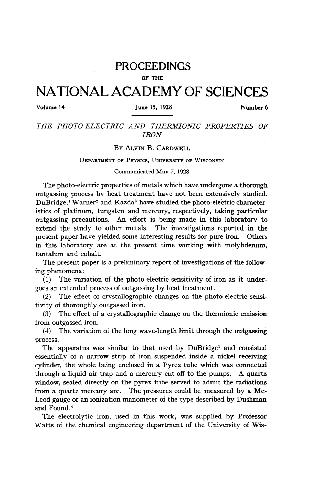 PROCEEDINGS
OF THE
NATIONAL ACADEMY OF SCIENCES
Volume 14 June 15, 1928 Number 6
THE PHOTO-ELECTRIC AND THERMIONIC PROPERTIES OF
IRON
BY ALVIN B. CARDWELL
DEPARTMENT OF PHYSICS, UNIVERSITY OF WISCONSIN
Communicated May 7, 1928
The photo-electric properties of metals which have undergone a thorough
outgassing process by heat treatment have not been extensively studied.
DuBridge,¹ Warner² and Kazda³ have studied the photo-electric character-
istics of platinum, tungsten and mercury, respectively, taking particular
outgassing precautions. An effort is being made in this laboratory to
extend the study to other metals. The investigations reported in the
present paper have yielded some interesting results for pure iron. Others
in this laboratory are at the present time working with molybdenum,
tantalum and cobalt.
The present paper is a preliminary report of investigations of the follow-
ing phenomena:
(1) The variation of the photo-electric sensitivity of iron as it under-
goes an extended process of outgassing by heat treatment.
(2) The effect of crystallographic changes on the photo-electric sensi-
tivity of thoroughly outgassed iron.
(3) The effect of a crystallographic change on the thermionic emission
from outgassed iron.
(4) The variation of the long wave-length limit through the outgassing
process.
The apparatus was similar to that used by DuBridge¹ and consisted
essentially of a narrow strip of iron suspended inside a nickel receiving
cylinder, the whole being enclosed in a Pyrex tube which was connected
through a liquid air trap and a mercury cut-off to the pumps. A quartz
window, sealed directly on the pyrex tube served to admit the radiations
from a quartz mercury arc. The pressures could be measured by a Mc-
Leod gauge or an ionization manometer of the type described by Dushman
and Found.⁴
The electrolytic iron, used in this work, was supplied by Professor
Watts of the chemical engineering department of the University of Wis-